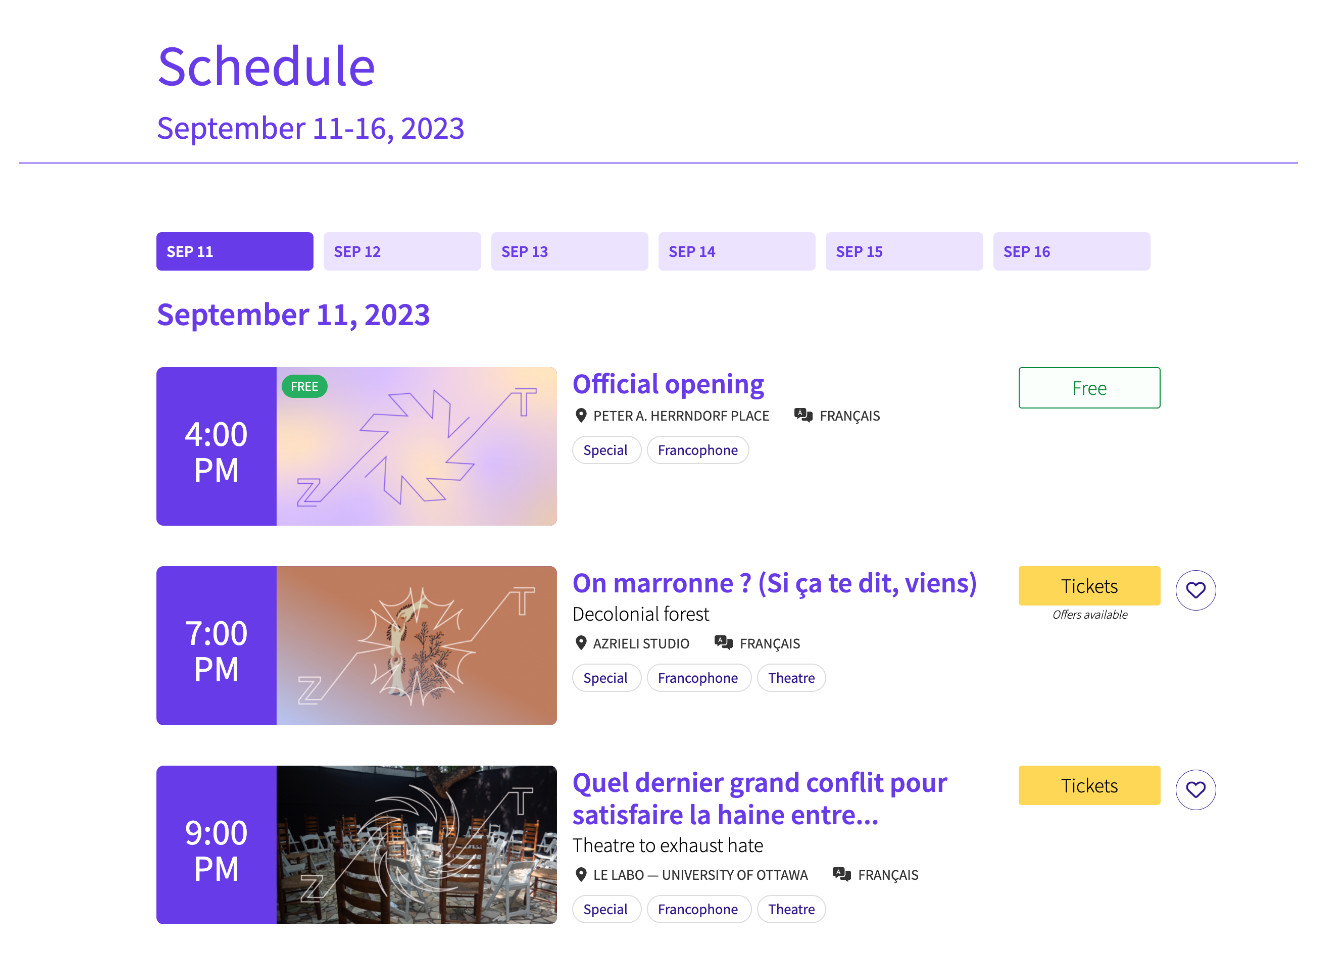 Schedule
September 11-16, 2023
SEP 11 SEP 12 SEP 13 SEP 14 SEP 15 SEP 16
September 11, 2023
4:00
PM
FREE
Z T
Official opening
PETER A. HERRNDORF PLACE FRANÇAIS
Special Francophone
Free
7:00
PM
Z T
On marronne ? (Si ça te dit, viens)
Decolonial forest
AZRIELI STUDIO FRANÇAIS
Special Francophone Theatre
Tickets
Offers available
9:00
PM
Z T
Quel dernier grand conflit pour
satisfaire la haine entre...
Theatre to exhaust hate
LE LABO — UNIVERSITY OF OTTAWA FRANÇAIS
Special Francophone Theatre
Tickets